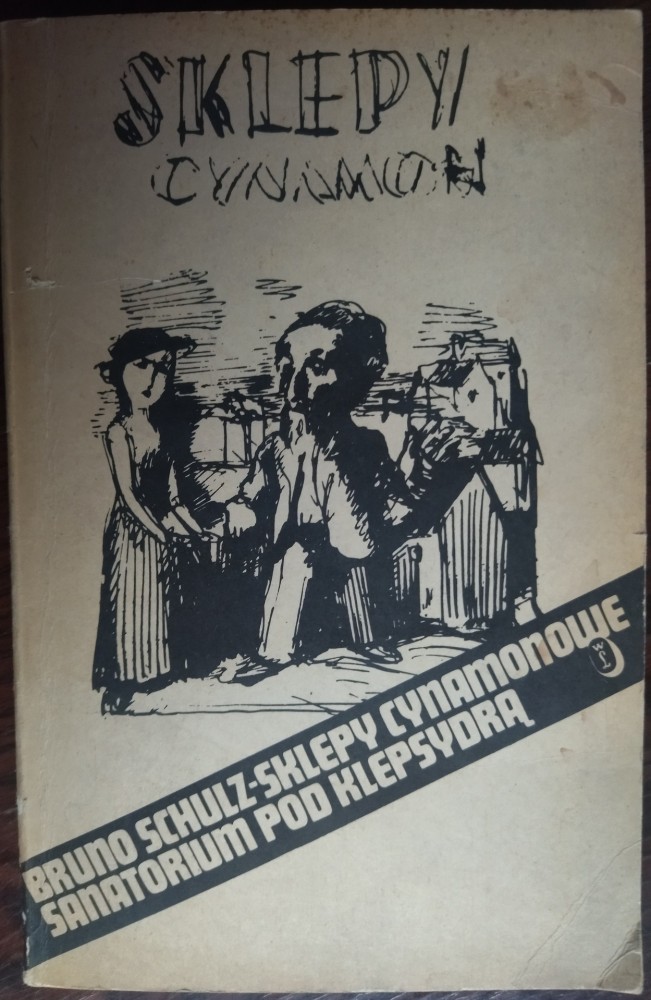 SKLEPY
CYNAMON
BRUNO SCHULZ-SKLEPY CYNAMONOWE
SANATORIUM POD KLEPSYDRĄ